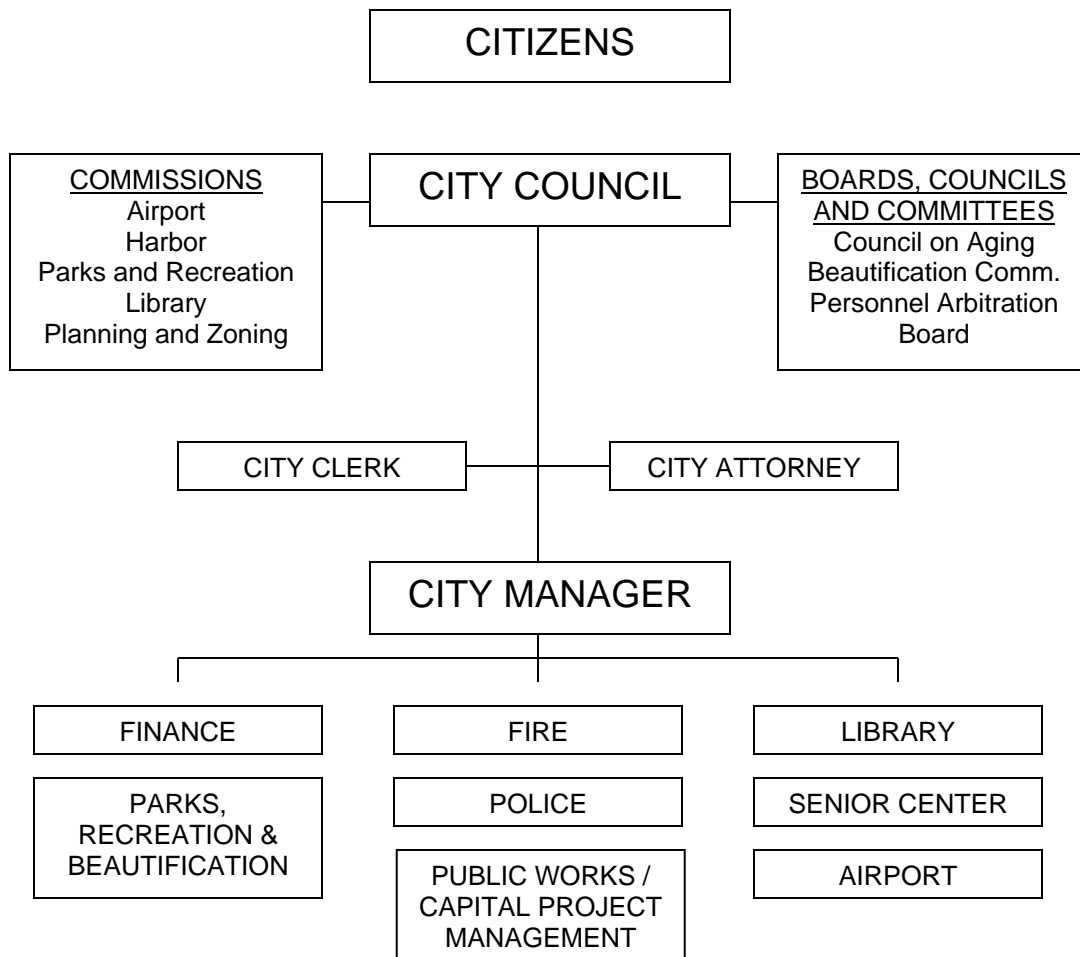 CITIZENS
COMMISSIONS
Airport
Harbor
Parks and Recreation
Library
Planning and Zoning
CITY COUNCIL
BOARDS, COUNCILS
AND COMMITTEES
Council on Aging
Beautification Comm.
Personnel Arbitration
Board
CITY CLERK
CITY ATTORNEY
CITY MANAGER
FINANCE
FIRE
LIBRARY
PARKS,
RECREATION &
BEAUTIFICATION
POLICE
SENIOR CENTER
PUBLIC WORKS /
CAPITAL PROJECT
MANAGEMENT
AIRPORT